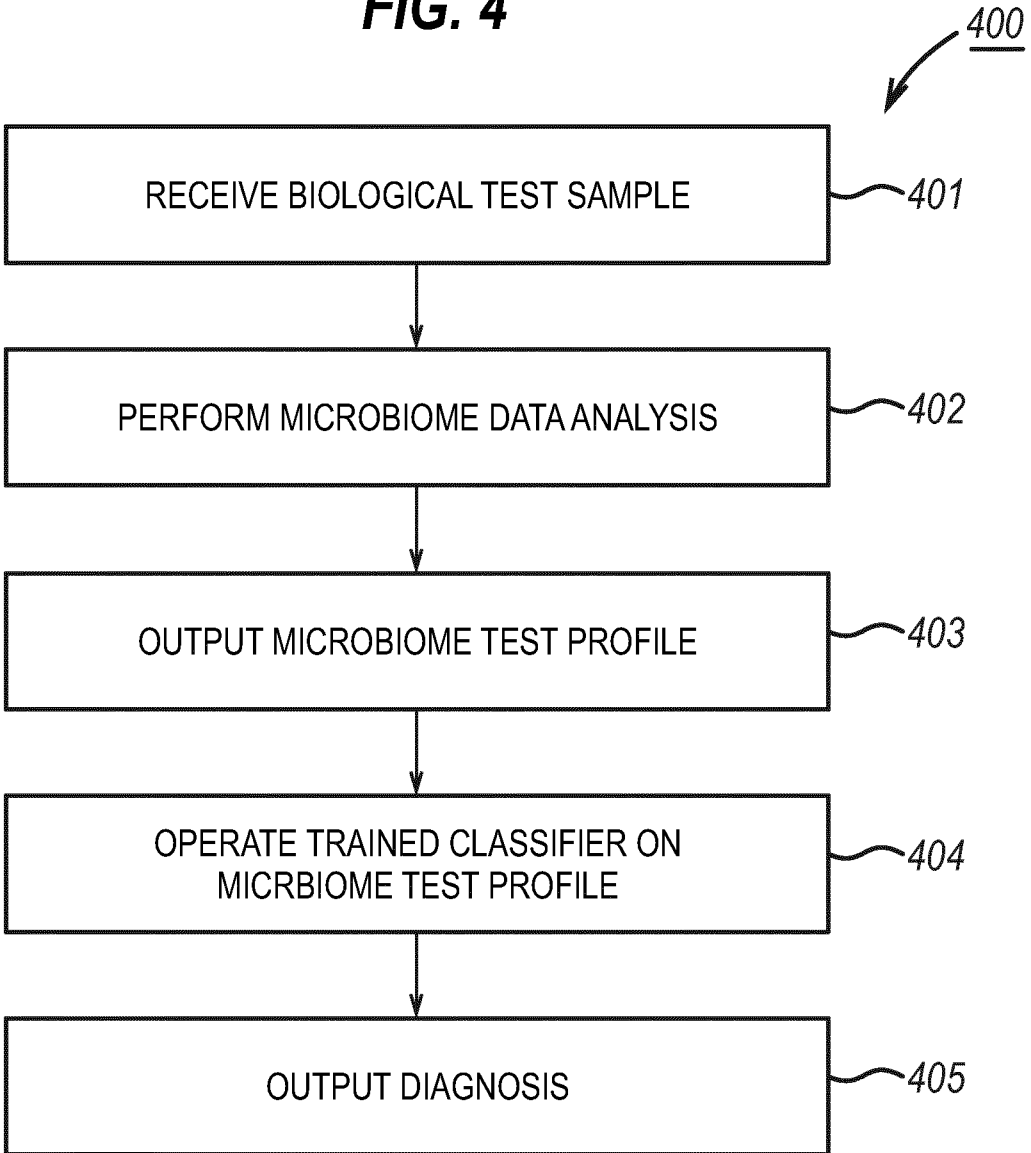 FIG. 4
400
RECEIVE BIOLOGICAL TEST SAMPLE
401
PERFORM MICROBIOME DATA ANALYSIS
402
OUTPUT MICROBIOME TEST PROFILE
403
OPERATE TRAINED CLASSIFIER ON
MICRBIOME TEST PROFILE
404
OUTPUT DIAGNOSIS
405